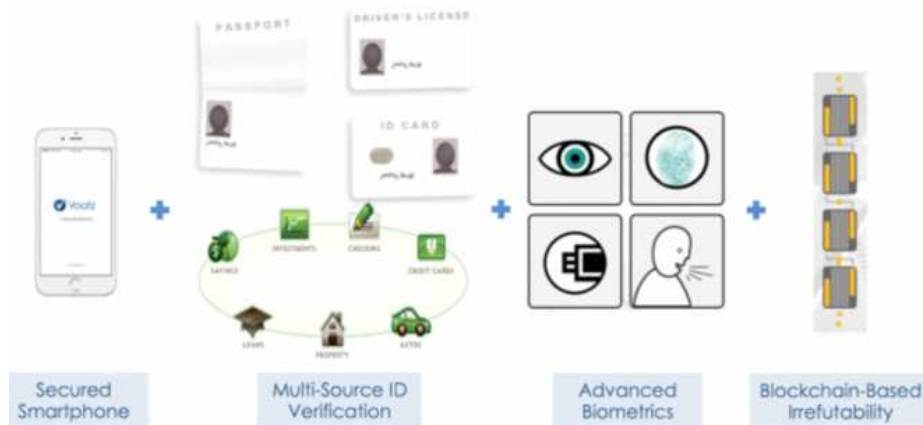 PASSPORT
DRIVER'S LICENSE
ID CARD
Voatz
INVESTMENTS
CHECKING
SAVINGS
CREDIT CARDS
LOANS
PROPERTY
AUTOS
Secured
Smartphone
Multi-Source ID
Verification
Advanced
Biometrics
Blockchain-Based
Irrefutability